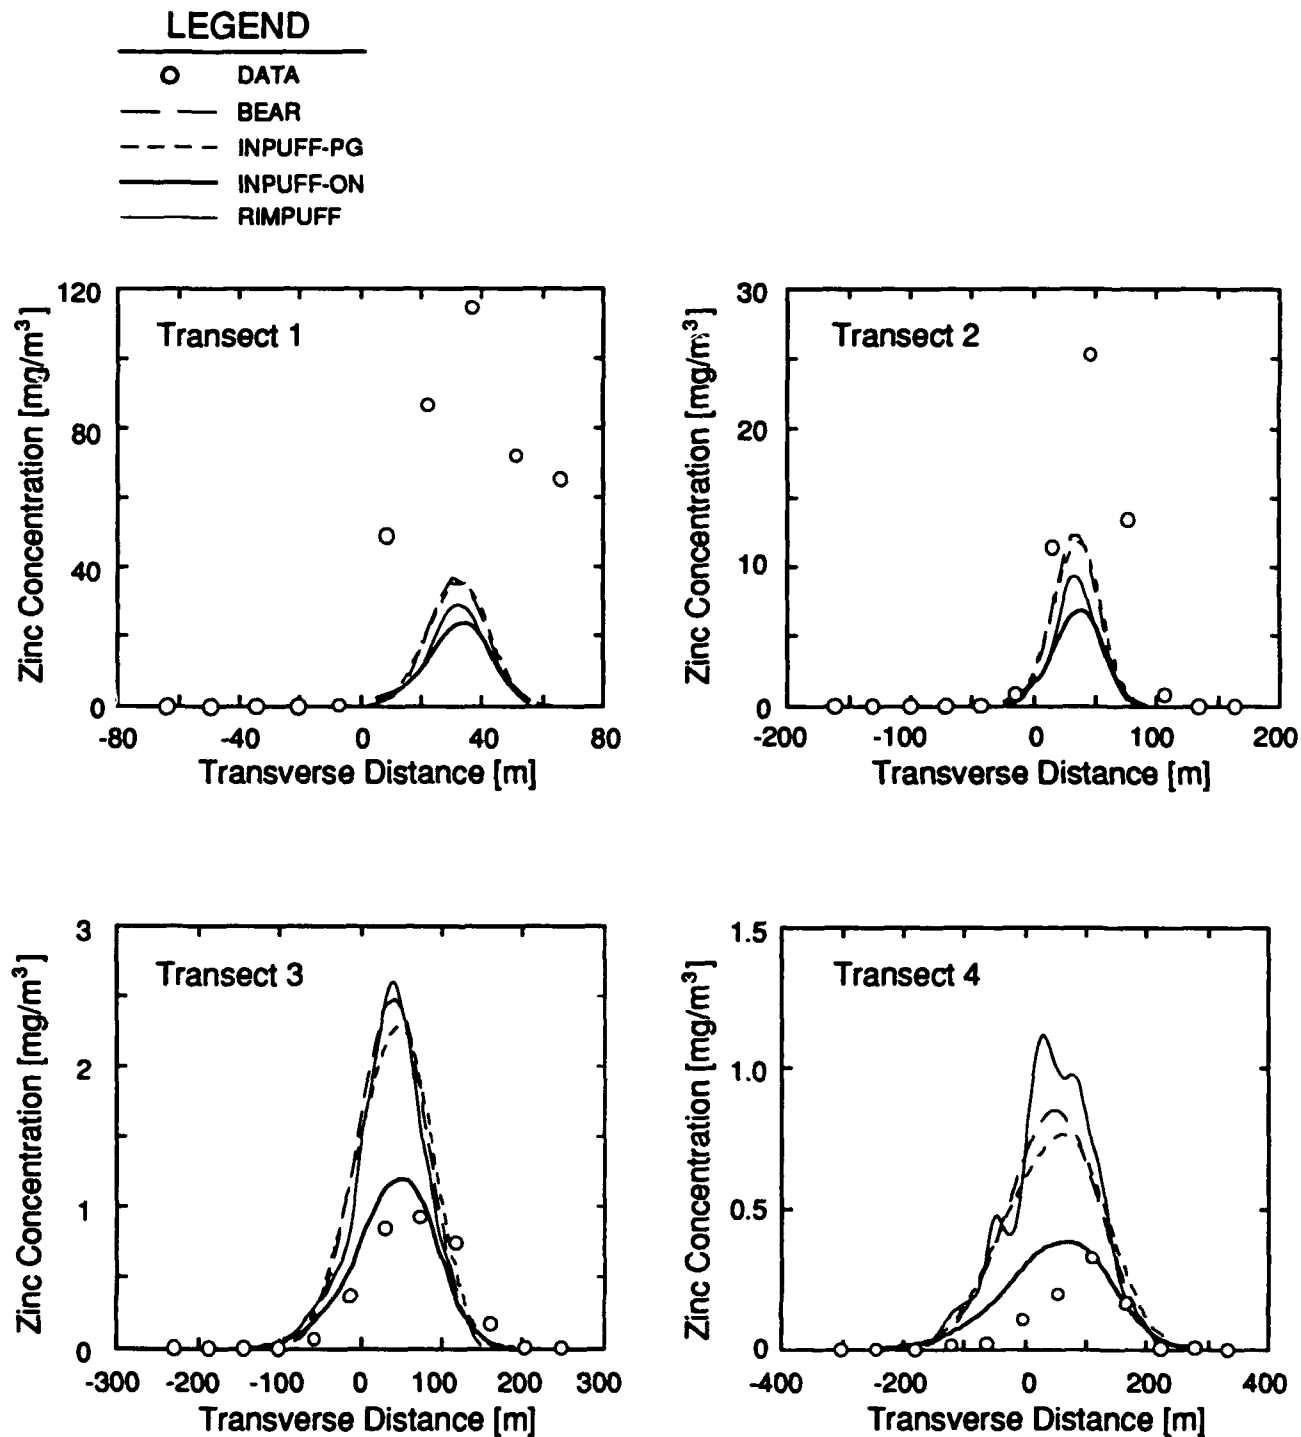 LEGEND
DATA
BEAR
INPUFF-PG
INPUFF-ON
RIMPUFF
Transect 1
Zinc Concentration [mg/m³]
120
80
40
0
-80
-40
0
40
80
Transverse Distance [m]
Transect 2
Zinc Concentration [mg/m³]
30
20
10
0
-200
-100
0
100
200
Transverse Distance [m]
Transect 3
Zinc Concentration [mg/m³]
3
2
1
0
-300
-200
-100
0
100
200
300
Transverse Distance [m]
Transect 4
Zinc Concentration [mg/m³]
1.5
1.0
0.5
0
-400
-200
0
200
400
Transverse Distance [m]